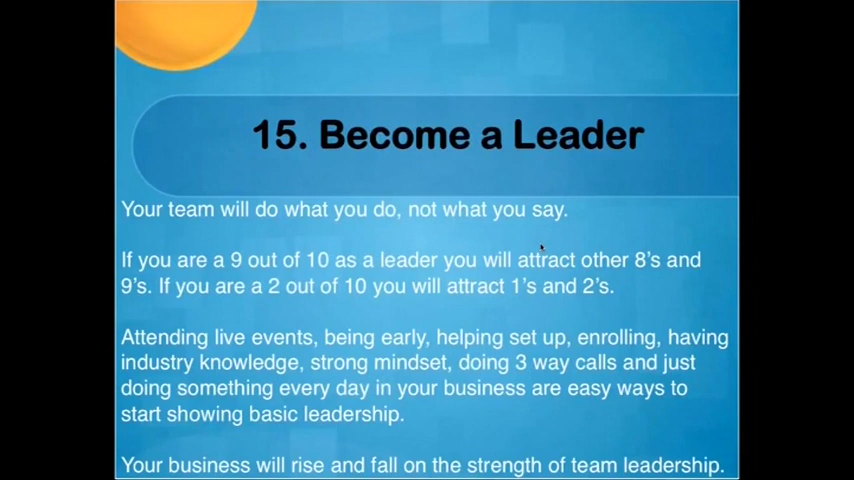 15. Become a Leader
Your team will do what you do, not what you say.
If you are a 9 out of 10 as a leader you will attract other 8's and
9's. If you are a 2 out of 10 you will attract 1's and 2's.
Attending live events, being early, helping set up, enrolling, having
industry knowledge, strong mindset, doing 3 way calls and just
doing something every day in your business are easy ways to
start showing basic leadership.
Your business will rise and fall on the strength of team leadership.